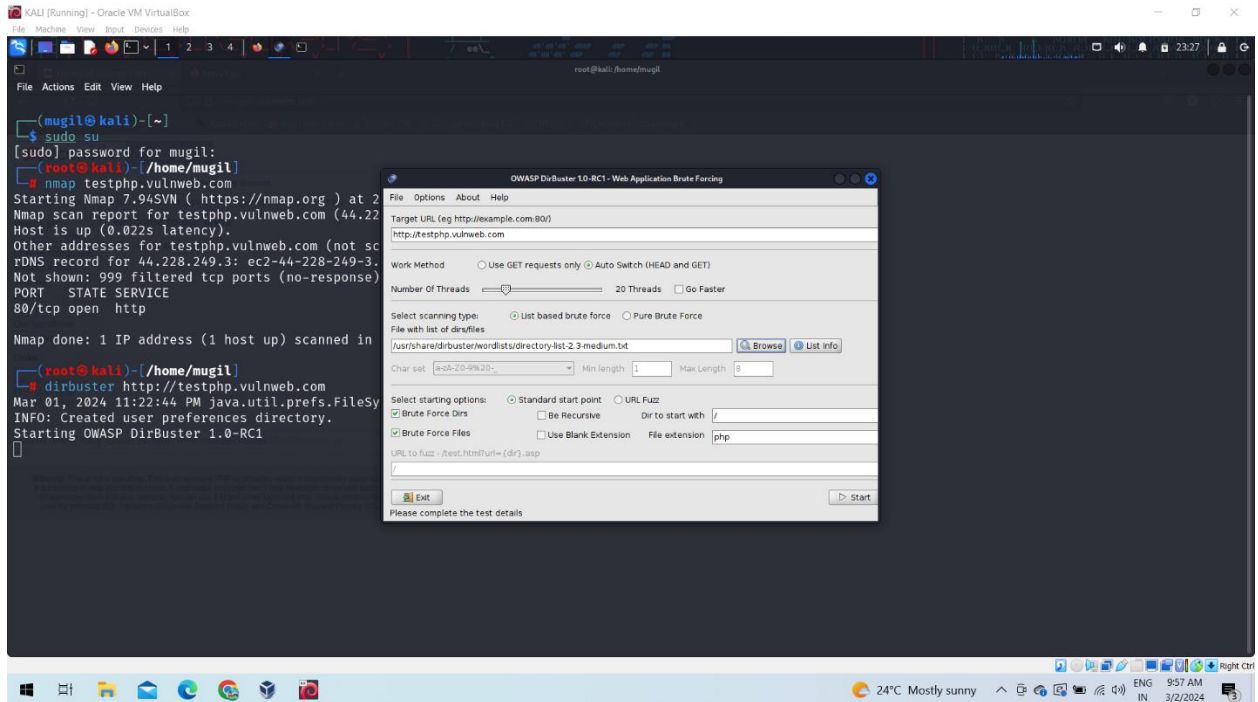 KALI [Running] - Oracle VM VirtualBox
File Machine View Input Devices Help
1 2 3 4
23:27
root@kali: /home/mugil
File Actions Edit View Help
┌──(mugil㉿kali)-[~]
└─$ sudo su
[sudo] password for mugil:
┌──(root㉿kali)-[/home/mugil]
└─# nmap testphp.vulnweb.com
Starting Nmap 7.94SVN ( https://nmap.org ) at 2
Nmap scan report for testphp.vulnweb.com (44.22
Host is up (0.022s latency).
Other addresses for testphp.vulnweb.com (not sc
rDNS record for 44.228.249.3: ec2-44-228-249-3.
Not shown: 999 filtered tcp ports (no-response)
PORT STATE SERVICE
80/tcp open http
Nmap done: 1 IP address (1 host up) scanned in
┌──(root㉿kali)-[/home/mugil]
└─# dirbuster http://testphp.vulnweb.com
Mar 01, 2024 11:22:44 PM java.util.prefs.FileSy
INFO: Created user preferences directory.
Starting OWASP DirBuster 1.0-RC1
OWASP DirBuster 1.0-RC1 - Web Application Brute Forcing
File Options About Help
Target URL (eg http://example.com:80/)
http://testphp.vulnweb.com
Work Method Use GET requests only Auto Switch (HEAD and GET)
Number Of Threads 20 Threads Go Faster
Select scanning type: List based brute force Pure Brute Force
File with list of dirs/files
/usr/share/dirbuster/wordlists/directory-list-2.3-medium.txt Browse List Info
Char set a-zA-Z0-9%20-_ Min length 1 Max Length 8
Select starting options: Standard start point URL Fuzz
Brute Force Dirs Be Recursive Dir to start with /
Brute Force Files Use Blank Extension File extension php
URL to fuzz - /test.html?url={dir}.asp
/
Exit Start
Please complete the test details
Right Ctrl
24°C Mostly sunny
ENG
IN
9:57 AM
3/2/2024
3